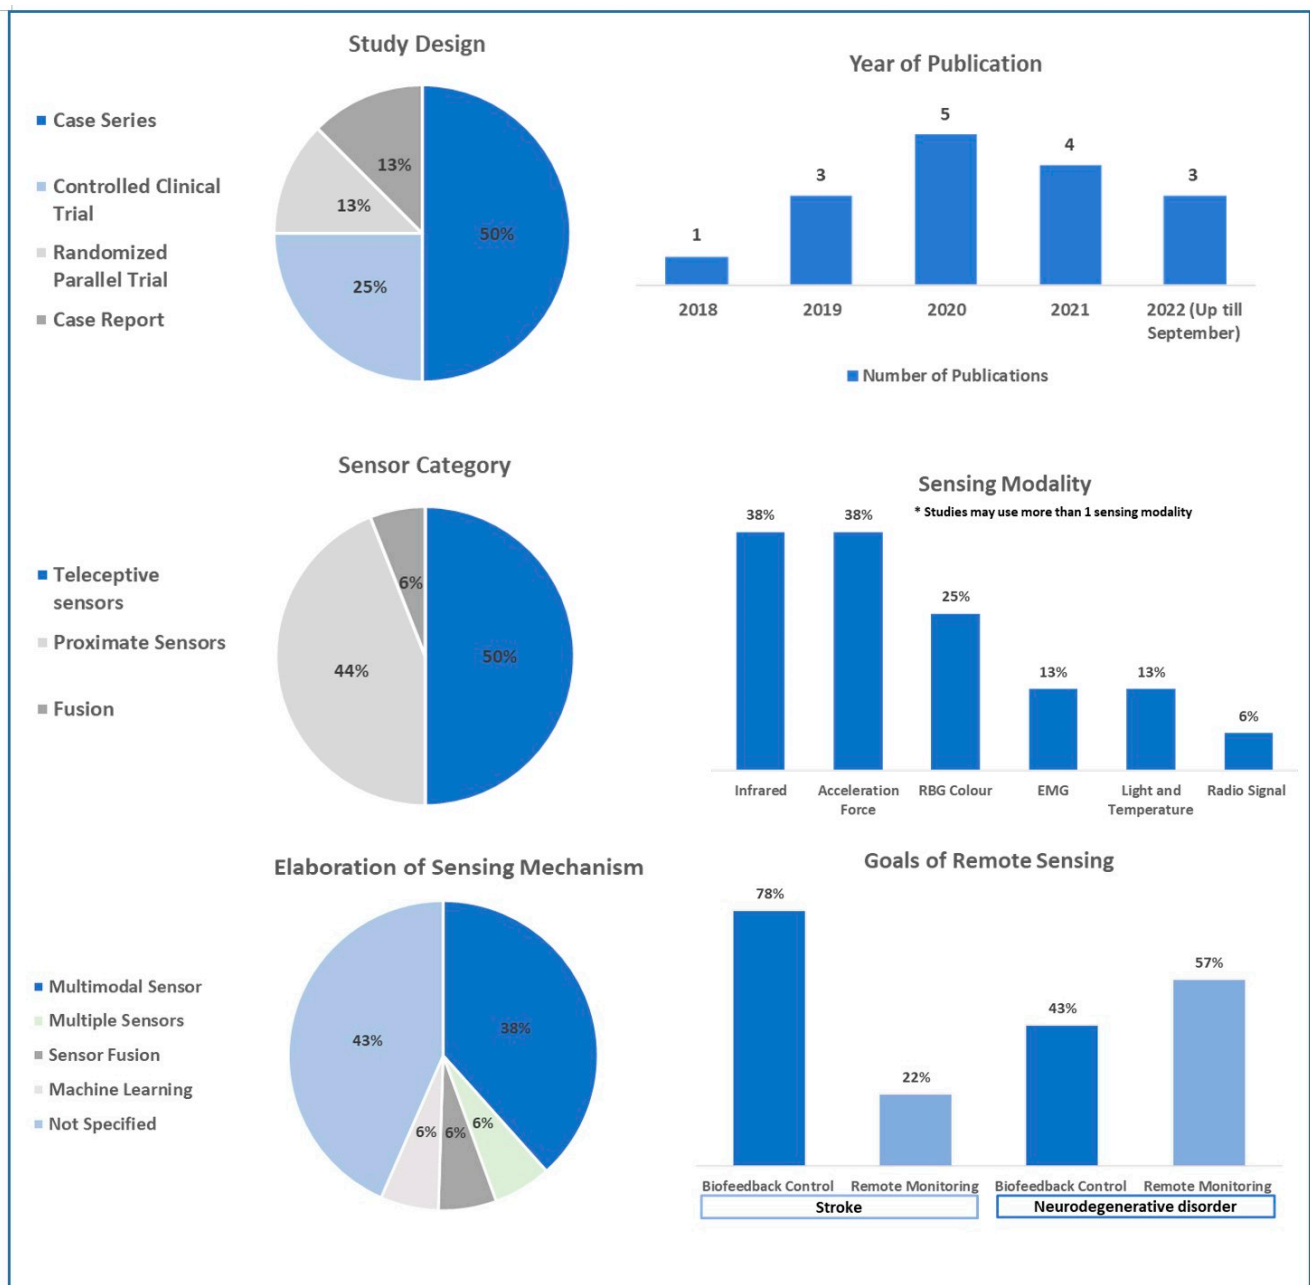 Study Design
Case Series
Controlled Clinical
Trial
Randomized
Parallel Trial
Case Report
13%
13%
50%
25%
Year of Publication
1
3
5
4
3
2018
2019
2020
2021
2022 (Up till
September)
Number of Publications
Sensor Category
Teleceptive
sensors
Proximate Sensors
Fusion
6%
44%
50%
Sensing Modality
* Studies may use more than 1 sensing modality
38%
38%
25%
13%
13%
6%
Infrared
Acceleration
Force
RBG Colour
EMG
Light and
Temperature
Radio Signal
Elaboration of Sensing Mechanism
Multimodal Sensor
Multiple Sensors
Sensor Fusion
Machine Learning
Not Specified
43%
38%
6%
6%
6%
Goals of Remote Sensing
78%
22%
43%
57%
Biofeedback Control
Remote Monitoring
Biofeedback Control
Remote Monitoring
Stroke
Neurodegenerative disorder